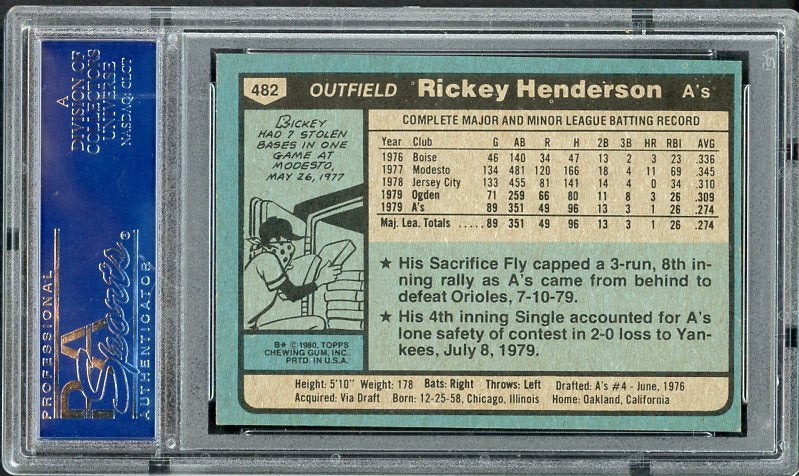 A
DIVISION OF
COLLECTORS
UNIVERSE
NASDAQ: CLCT
PROFESSIONAL
PSA
Sports
AUTHENTICATOR
482 OUTFIELD Rickey Henderson A's
RICKEY
HAD 7 STOLEN
BASES IN ONE
GAME AT
MODESTO,
MAY 26, 1977
COMPLETE MAJOR AND MINOR LEAGUE BATTING RECORD
Year Club G AB R H 2B 3B HR RBI AVG
1976 Boise 46 140 34 47 13 2 3 23 .336
1977 Modesto 134 481 120 166 18 4 11 69 .345
1978 Jersey City 133 455 81 141 14 4 0 34 .310
1979 Ogden 71 259 66 80 11 8 3 26 .309
1979 A's 89 351 49 96 13 3 1 26 .274
Maj. Lea. Totals .....89 351 49 96 13 3 1 26 .274
★ His Sacrifice Fly capped a 3-run, 8th in-
ning rally as A's came from behind to
defeat Orioles, 7-10-79.
★ His 4th inning Single accounted for A's
lone safety of contest in 2-0 loss to Yan-
kees, July 8, 1979.
B* ©1980, TOPPS
CHEWING GUM, INC.
PRTD. IN U.S.A.
Height: 5'10" Weight: 178 Bats: Right Throws: Left Drafted: A's #4 - June, 1976
Acquired: Via Draft Born: 12-25-58, Chicago, Illinois Home: Oakland, California